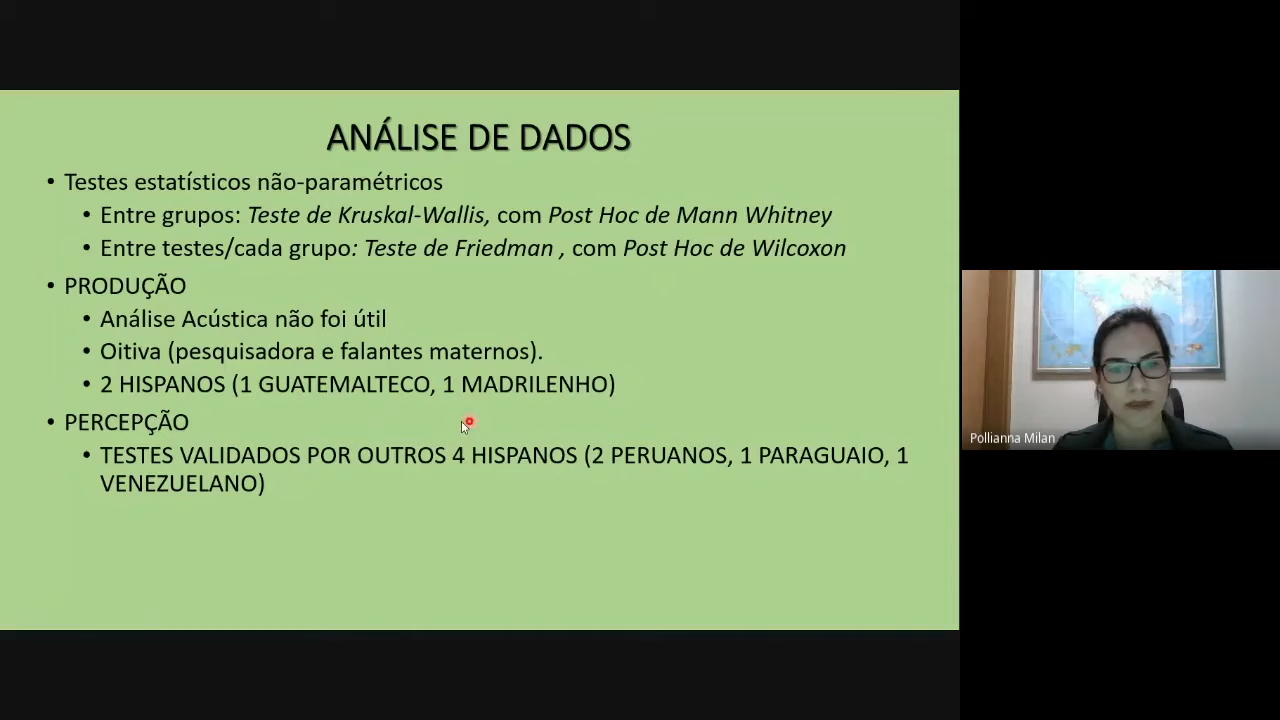 ANÁLISE DE DADOS
• Testes estatísticos não-paramétricos
• Entre grupos: Teste de Kruskal-Wallis, com Post Hoc de Mann Whitney
• Entre testes/cada grupo: Teste de Friedman , com Post Hoc de Wilcoxon
• PRODUÇÃO
• Análise Acústica não foi útil
• Oitiva (pesquisadora e falantes maternos).
• 2 HISPANOS (1 GUATEMALTECO, 1 MADRILENHO)
• PERCEPÇÃO
• TESTES VALIDADOS POR OUTROS 4 HISPANOS (2 PERUANOS, 1 PARAGUAIO, 1
VENEZUELANO)
Pollianna Milan